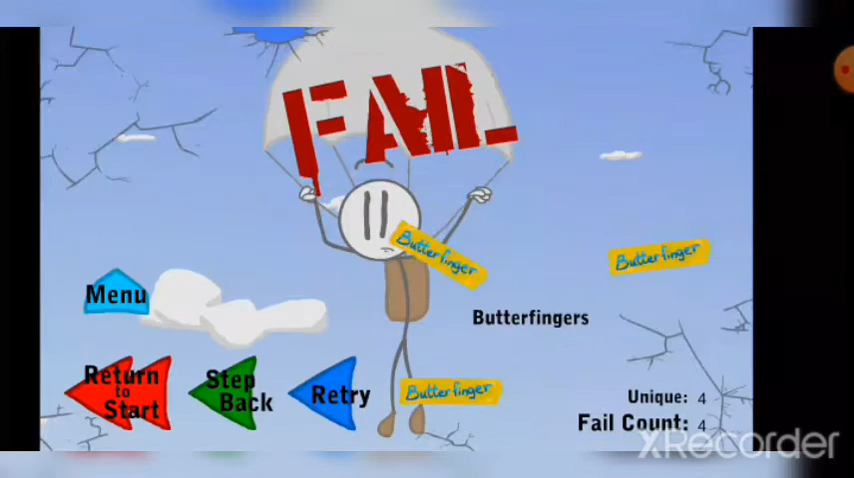 FAIL
Butterfinger
Butterfinger
Menu
Butterfingers
Return
to
Start
Step
Back
Retry
Butterfinger
Unique: 4
Fail Count: 4
XRecorder